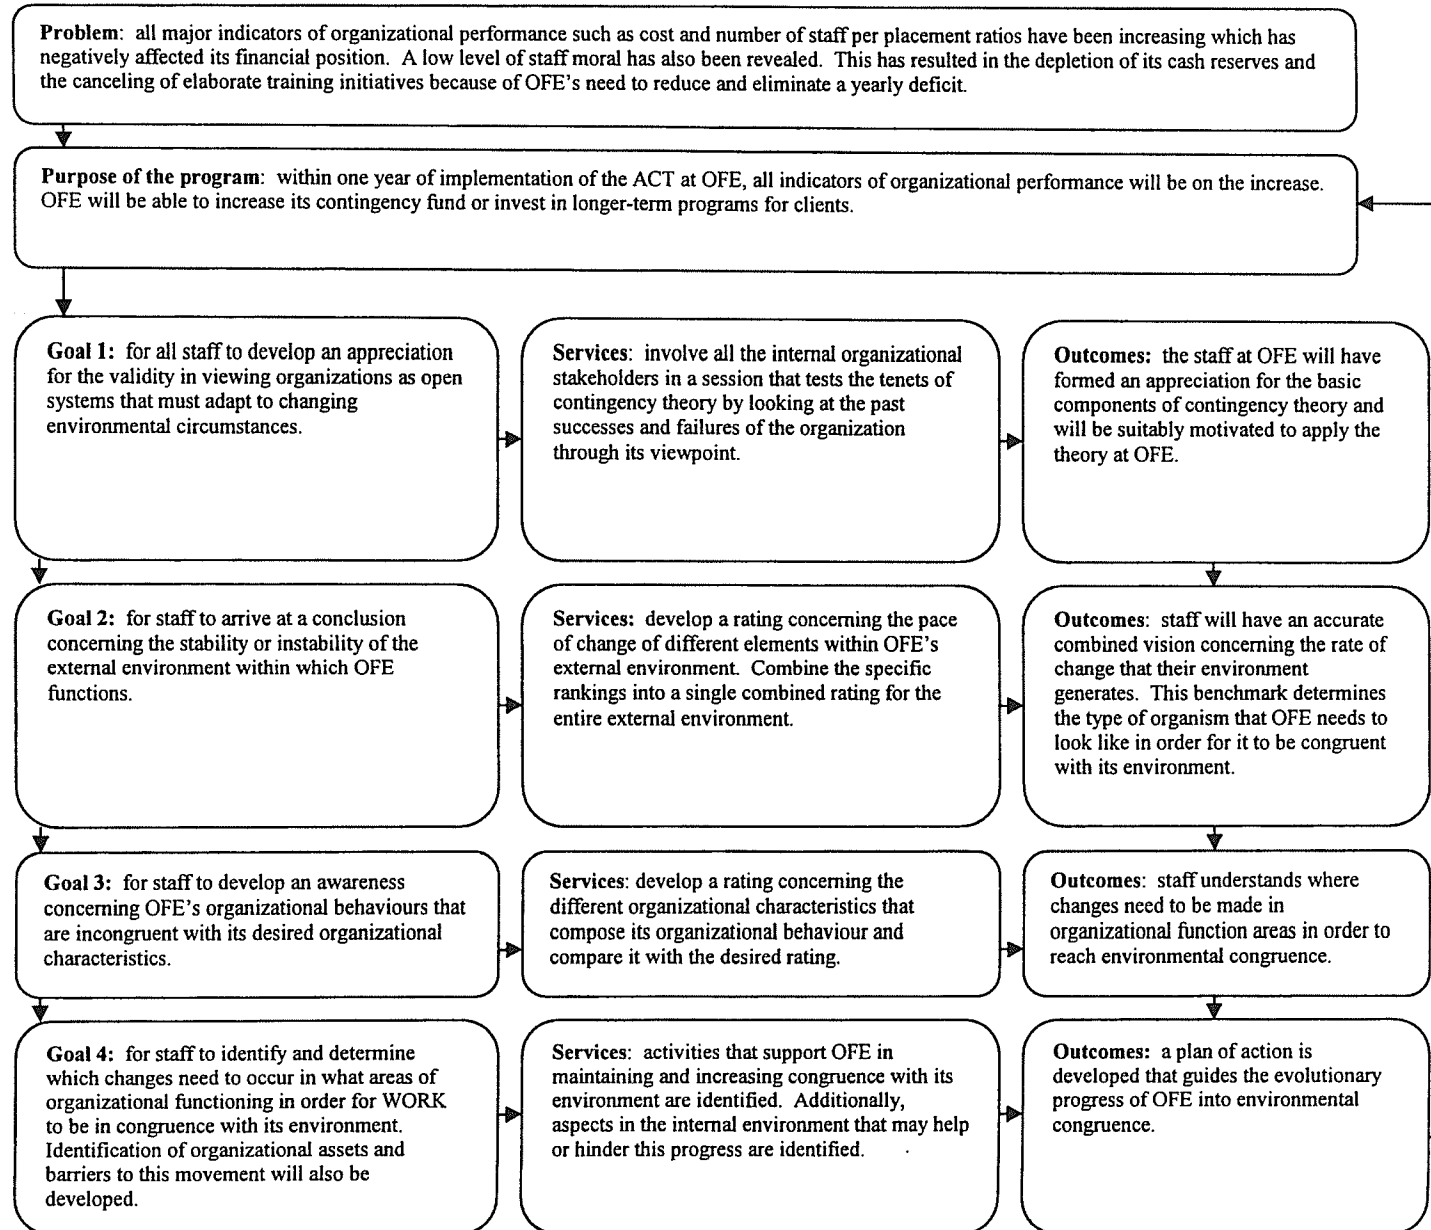 Problem: all major indicators of organizational performance such as cost and number of staff per placement ratios have been increasing which has
negatively affected its financial position. A low level of staff moral has also been revealed. This has resulted in the depletion of its cash reserves and
the canceling of elaborate training initiatives because of OFE's need to reduce and eliminate a yearly deficit.
Purpose of the program: within one year of implementation of the ACT at OFE, all indicators of organizational performance will be on the increase.
OFE will be able to increase its contingency fund or invest in longer-term programs for clients.
Goal 1: for all staff to develop an appreciation
for the validity in viewing organizations as open
systems that must adapt to changing
environmental circumstances.
Services: involve all the internal organizational
stakeholders in a session that tests the tenets of
contingency theory by looking at the past
successes and failures of the organization
through its viewpoint.
Outcomes: the staff at OFE will have
formed an appreciation for the basic
components of contingency theory and
will be suitably motivated to apply the
theory at OFE.
Goal 2: for staff to arrive at a conclusion
concerning the stability or instability of the
external environment within which OFE
functions.
Services: develop a rating concerning the pace
of change of different elements within OFE's
external environment. Combine the specific
rankings into a single combined rating for the
entire external environment.
Outcomes: staff will have an accurate
combined vision concerning the rate of
change that their environment
generates. This benchmark determines
the type of organism that OFE needs to
look like in order for it to be congruent
with its environment.
Goal 3: for staff to develop an awareness
concerning OFE's organizational behaviours that
are incongruent with its desired organizational
characteristics.
Services: develop a rating concerning the
different organizational characteristics that
compose its organizational behaviour and
compare it with the desired rating.
Outcomes: staff understands where
changes need to be made in
organizational function areas in order to
reach environmental congruence.
Goal 4: for staff to identify and determine
which changes need to occur in what areas of
organizational functioning in order for WORK
to be in congruence with its environment.
Identification of organizational assets and
barriers to this movement will also be
developed.
Services: activities that support OFE in
maintaining and increasing congruence with its
environment are identified. Additionally,
aspects in the internal environment that may help
or hinder this progress are identified.
Outcomes: a plan of action is
developed that guides the evolutionary
progress of OFE into environmental
congruence.